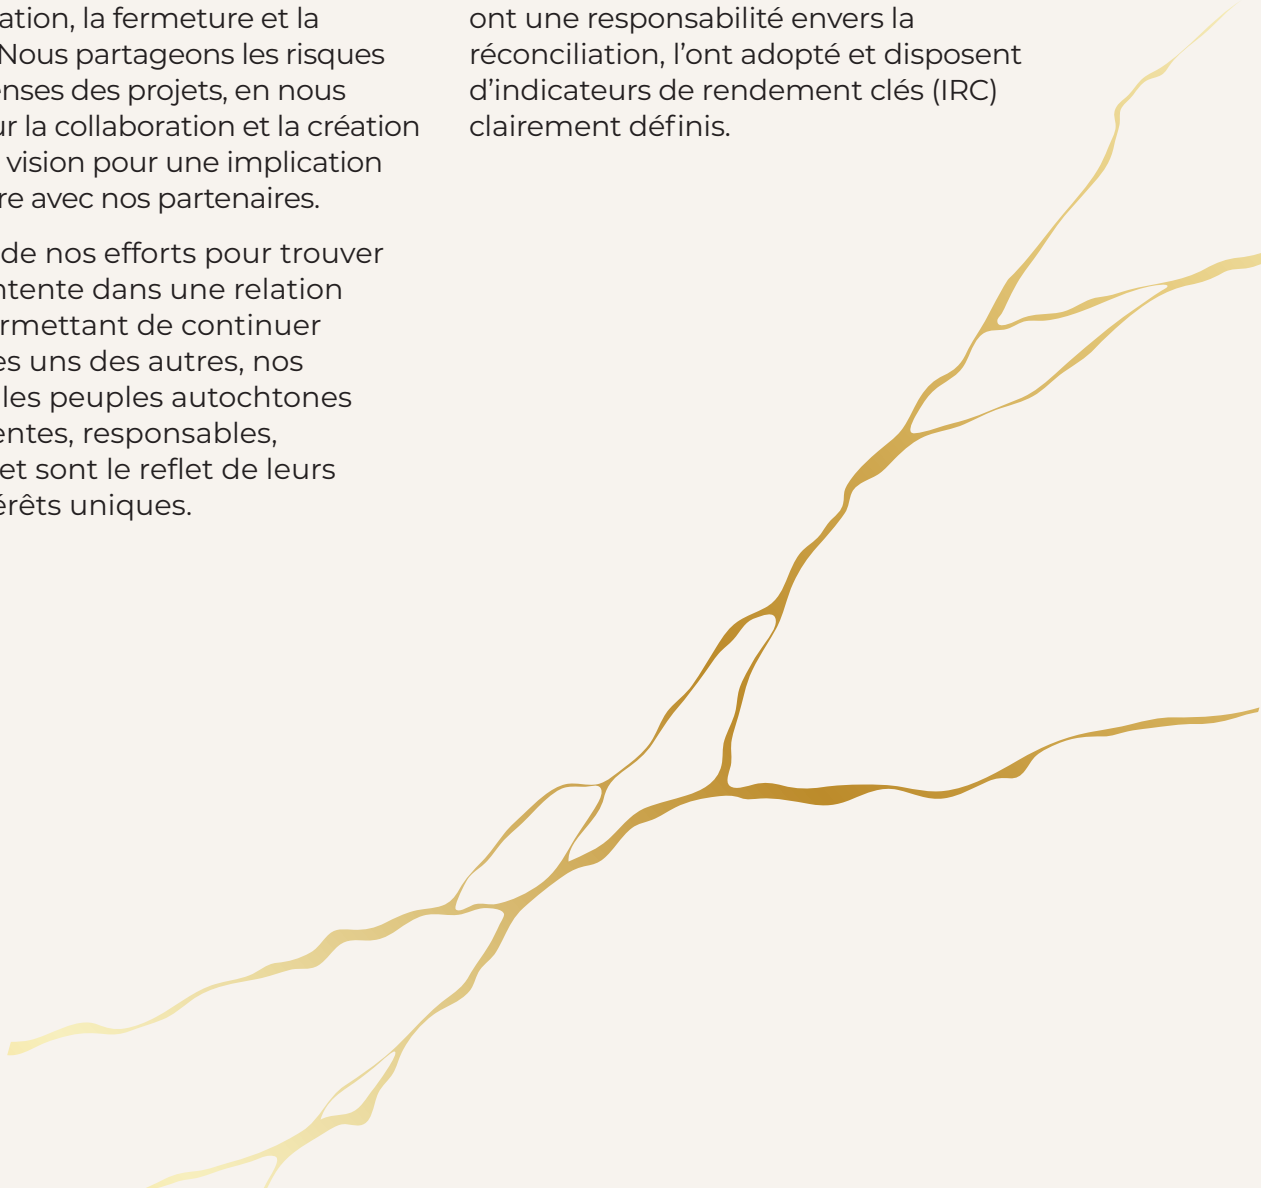 ation, la fermeture et la
Nous partageons les risques
enses des projets, en nous
ur la collaboration et la création
vision pour une implication
re avec nos partenaires.
de nos efforts pour trouver
ntente dans une relation
ermettant de continuer
es uns des autres, nos
les peuples autochtones
entes, responsables,
et sont le reflet de leurs
érêts uniques.
ont une responsabilité envers la
réconciliation, l’ont adopté et disposent
d’indicateurs de rendement clés (IRC)
clairement définis.